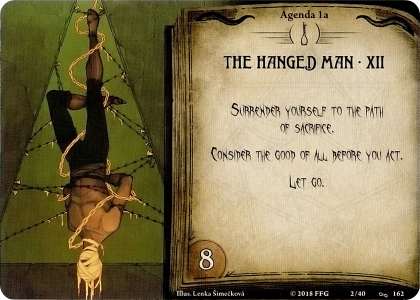 Agenda 1a
THE HANGED MAN · XII
SURRENDER YOURSELF TO THE PATH
OF SACRIFICE.
CONSIDER THE GOOD OF ALL BEFORE YOU ACT.
LET GO.
8
Illus. Lenka Šimečková
© 2018 FFG
2/40
162